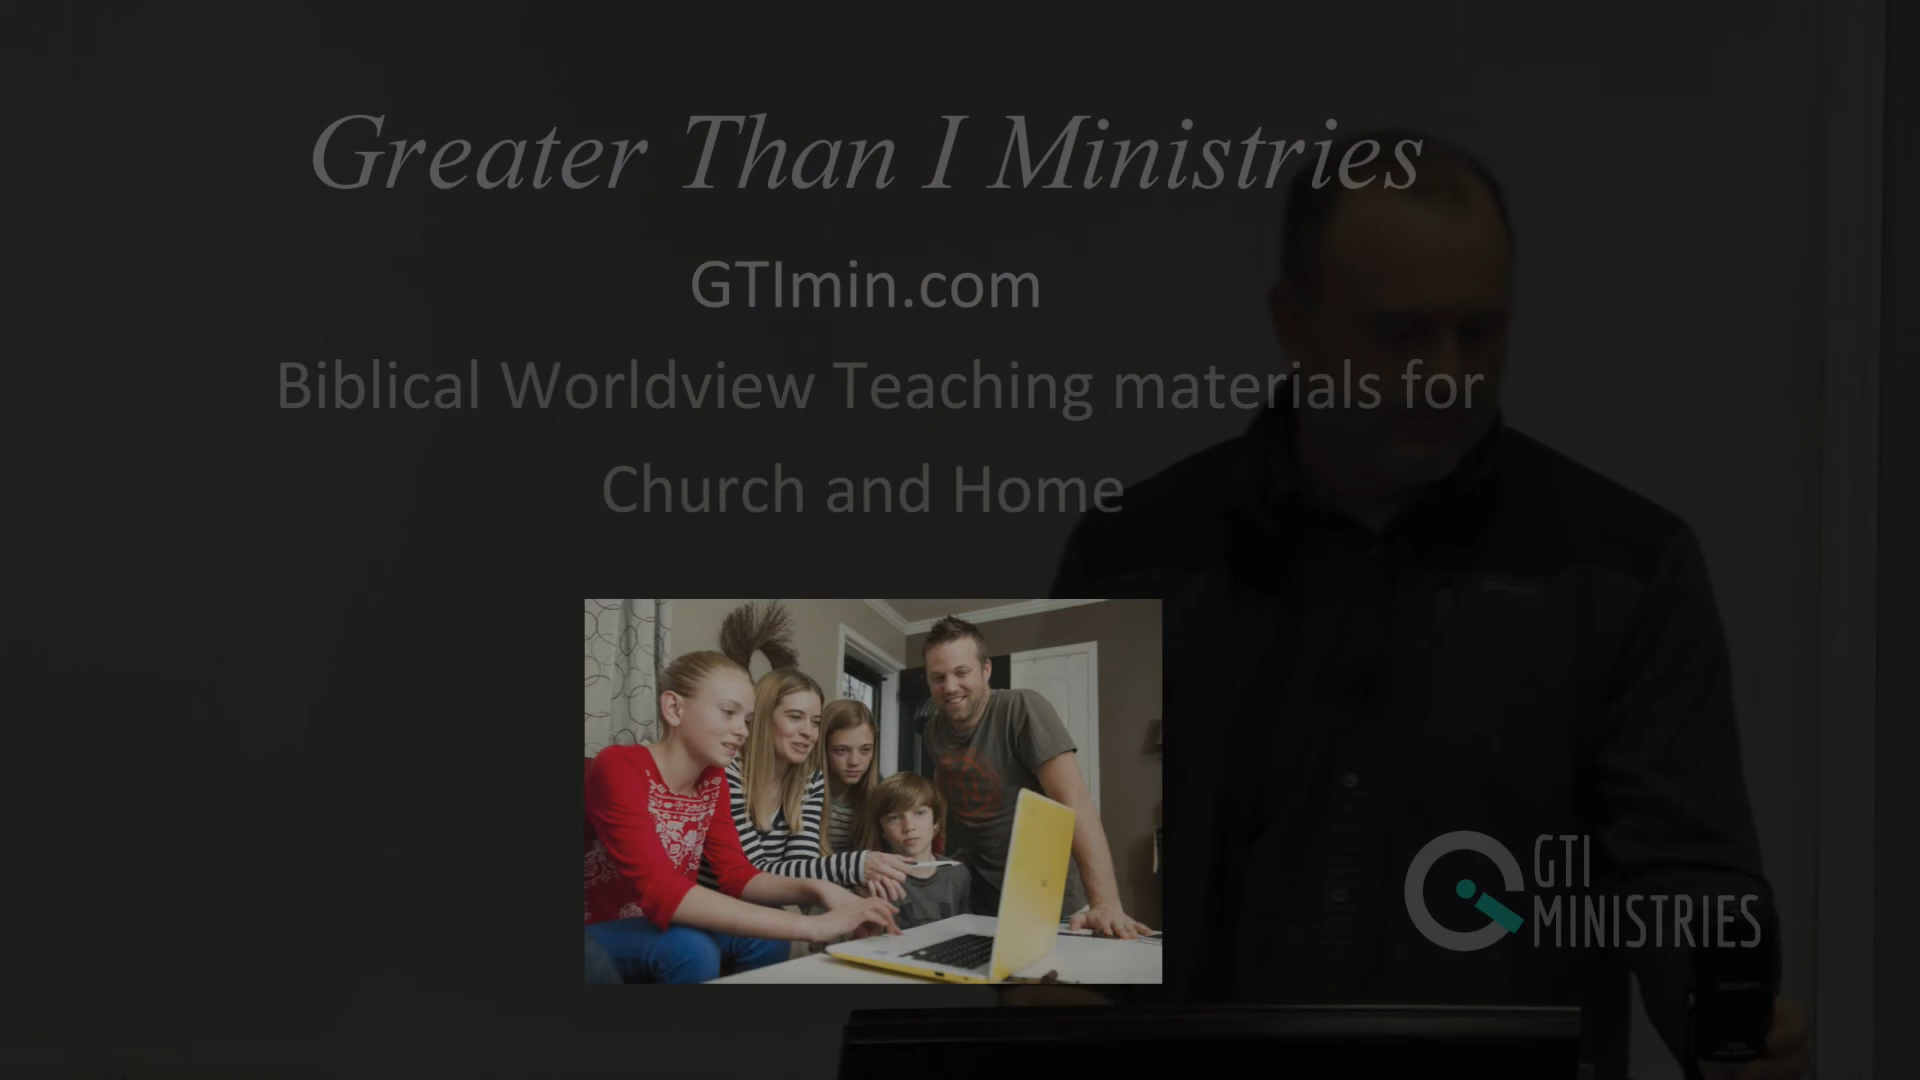 Greater Than I Ministries
GTImin.com
Biblical Worldview Teaching materials for
Church and Home
GTI
MINISTRIES